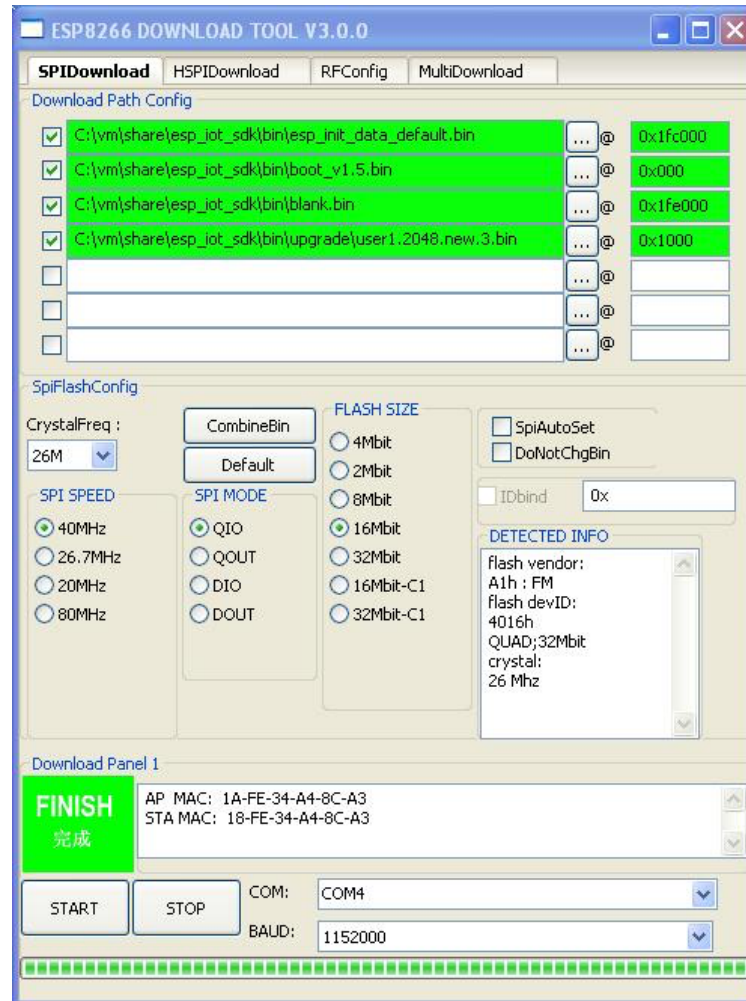 ESP8266 DOWNLOAD TOOL V3.0.0
SPIDownload HSPIDownload RFConfig MultiDownload
Download Path Config
C:\vm\share\esp_iot_sdk\bin\esp_init_data_default.bin ... @ 0x1fc000
C:\vm\share\esp_iot_sdk\bin\boot_v1.5.bin ... @ 0x000
C:\vm\share\esp_iot_sdk\bin\blank.bin ... @ 0x1fe000
C:\vm\share\esp_iot_sdk\bin\upgrade\user1.2048.new.3.bin ... @ 0x1000
... @
... @
... @
SpiFlashConfig
CrystalFreq :
26M
CombineBin
Default
SPI SPEED
40MHz
26.7MHz
20MHz
80MHz
SPI MODE
QIO
QOUT
DIO
DOUT
FLASH SIZE
4Mbit
2Mbit
8Mbit
16Mbit
32Mbit
16Mbit-C1
32Mbit-C1
SpiAutoSet
DoNotChgBin
IDbind 0x
DETECTED INFO
flash vendor:
A1h : FM
flash devID:
4016h
QUAD;32Mbit
crystal:
26 Mhz
Download Panel 1
FINISH
完成
AP MAC: 1A-FE-34-A4-8C-A3
STA MAC: 18-FE-34-A4-8C-A3
START STOP
COM: COM4
BAUD: 1152000